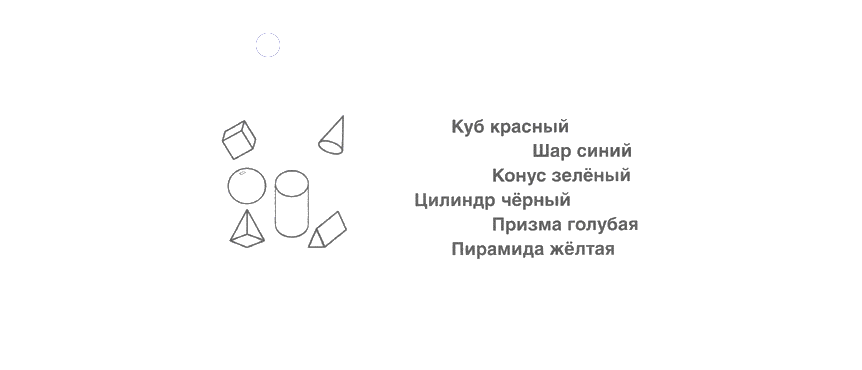 Куб красный
Шар синий
Конус зелёный
Цилиндр чёрный
Призма голубая
Пирамида жёлтая